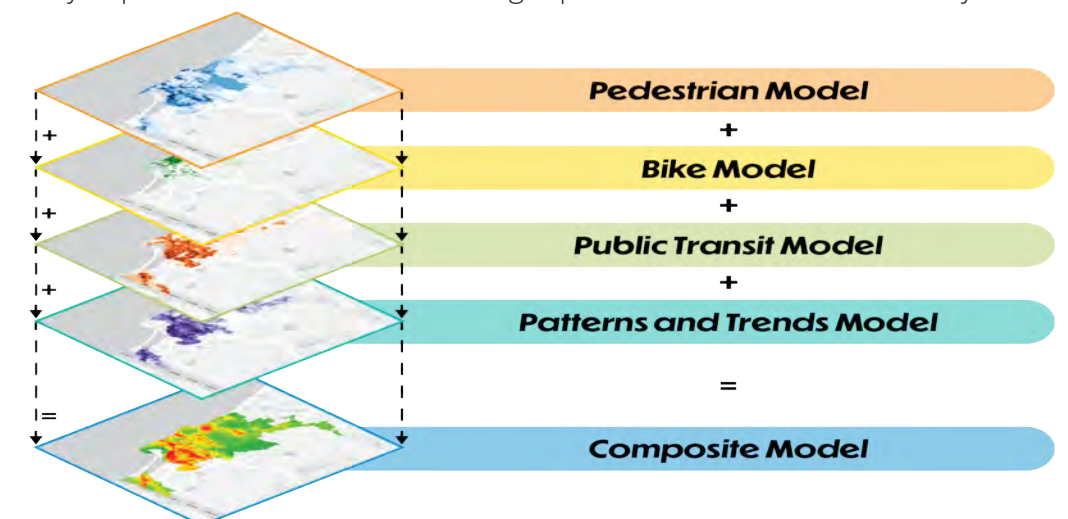 Pedestrian Model
+
+
Bike Model
+
+
Public Transit Model
+
+
Patterns and Trends Model
=
=
Composite Model